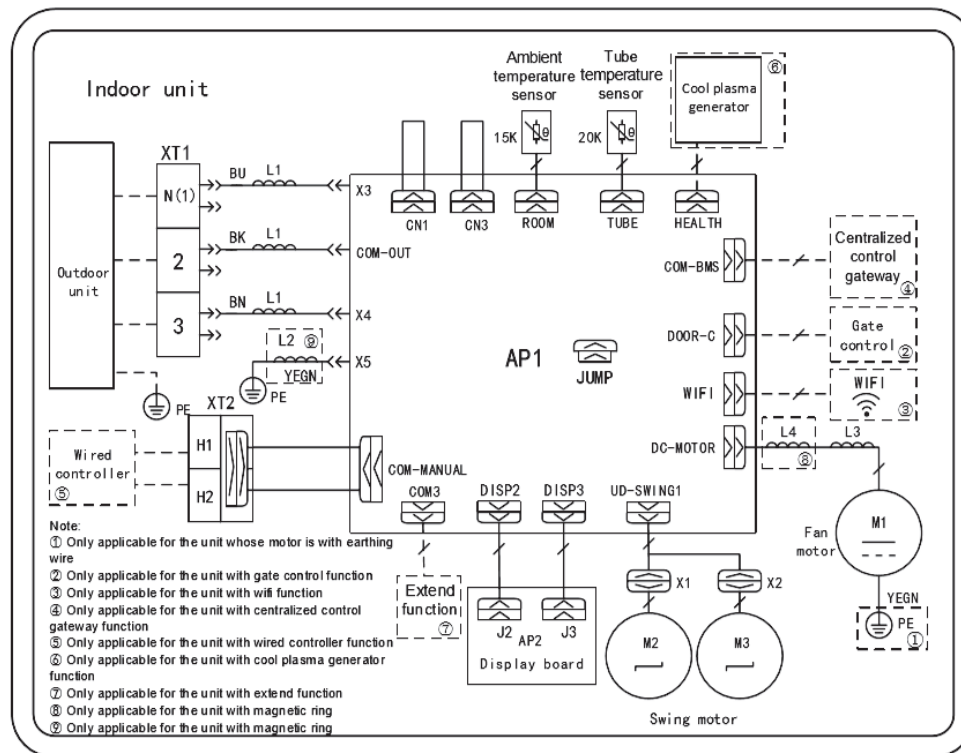 Indoor unit
Ambient
temperature
sensor
Tube
temperature
sensor
⑥
Cool plasma
generator
15K
θ
20K
θ
XT1
BU
L1
N(1)
X3
CN1
CN3
ROOM
TUBE
HEALTH
BK
L1
2
COM-OUT
COM-BMS
Centralized
control
gateway
④
Outdoor
unit
BN
L1
3
X4
DOOR-C
Gate
control
②
L2
⑨
X5
YEGN
PE
AP1
JUMP
WIFI
WIFI
③
PE
XT2
H1
H2
Wired
controller
⑤
COM-MANUAL
DC-MOTOR
L4
⑧
L3
COM3
DISP2
DISP3
UD-SWING1
M1
Fan
motor
Extend
function
⑦
J2
J3
AP2
Display board
X1
X2
M2
M3
Swing motor
YEGN
PE
①
Note:
① Only applicable for the unit whose motor is with earthing
wire
② Only applicable for the unit with gate control function
③ Only applicable for the unit with wifi function
④ Only applicable for the unit with centralized control
gateway function
⑤ Only applicable for the unit with wired controller function
⑥ Only applicable for the unit with cool plasma generator
function
⑦ Only applicable for the unit with extend function
⑧ Only applicable for the unit with magnetic ring
⑨ Only applicable for the unit with magnetic ring